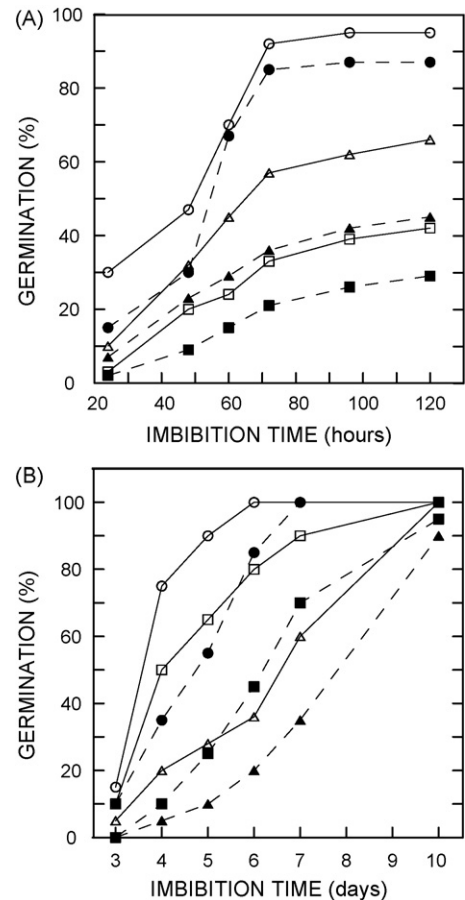 (A)
100
80
60
40
20
0
GERMINATION (%)
20 40 60 80 100 120
IMBIBITION TIME (hours)
(B)
100
80
60
40
20
0
GERMINATION (%)
3 4 5 6 7 8 9 10
IMBIBITION TIME (days)